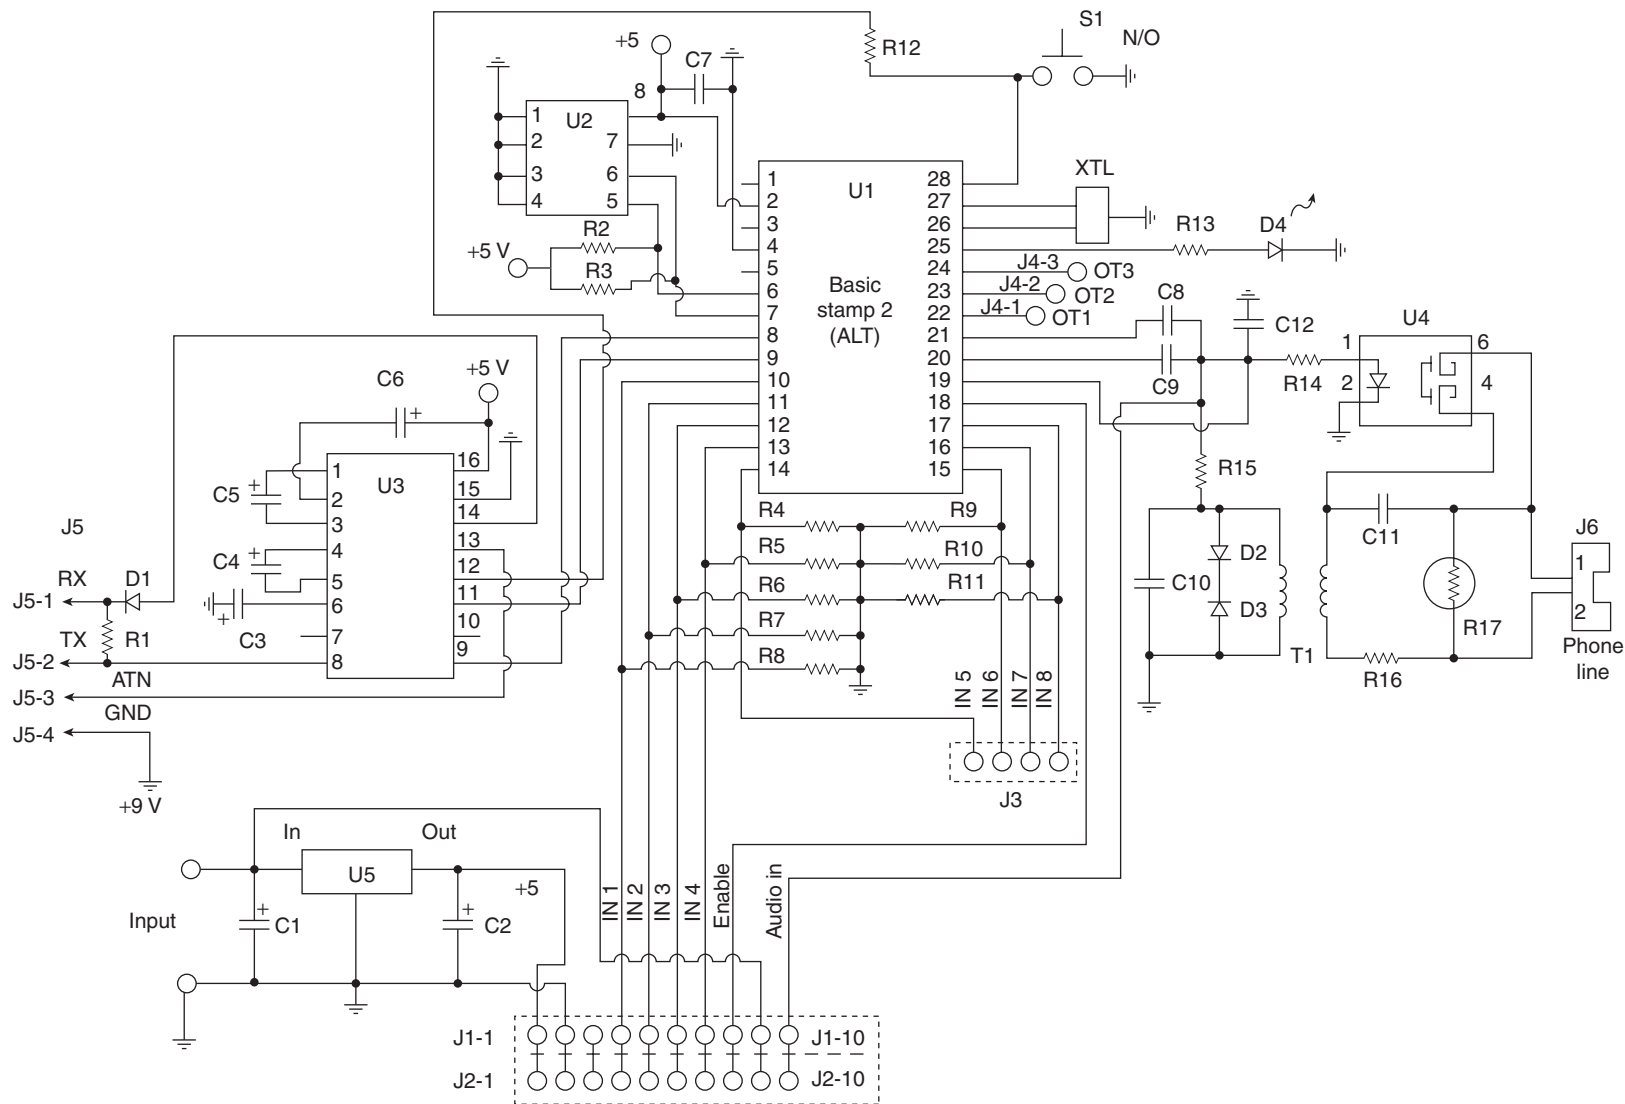 S1
N/O
R12
+5
C7
8
1
2
3
4
U2
7
6
5
R2
+5 V
R3
XTL
U1
Basic
stamp 2
(ALT)
1
2
3
4
5
6
7
8
9
10
11
12
13
14
28
27
26
25
24
23
22
21
20
19
18
17
16
15
R13
D4
J4-3
OT3
J4-2
OT2
J4-1
OT1
C8
C9
C12
R14
U4
1
2
6
4
R15
C10
D2
D3
T1
C11
R17
R16
J6
1
2
Phone
line
C6
+
+5 V
U3
1
2
3
4
5
6
7
8
16
15
14
13
12
11
10
9
C5
+
C4
+
C3
+
J5
RX
D1
J5-1
TX
R1
J5-2
ATN
J5-3
GND
J5-4
+9 V
R4
R5
R6
R7
R8
R9
R10
R11
IN 5
IN 6
IN 7
IN 8
J3
In
Out
U5
+5
Input
+
C1
+
C2
IN 1
IN 2
IN 3
IN 4
Enable
Audio in
J1-1
J1-10
J2-1
J2-10